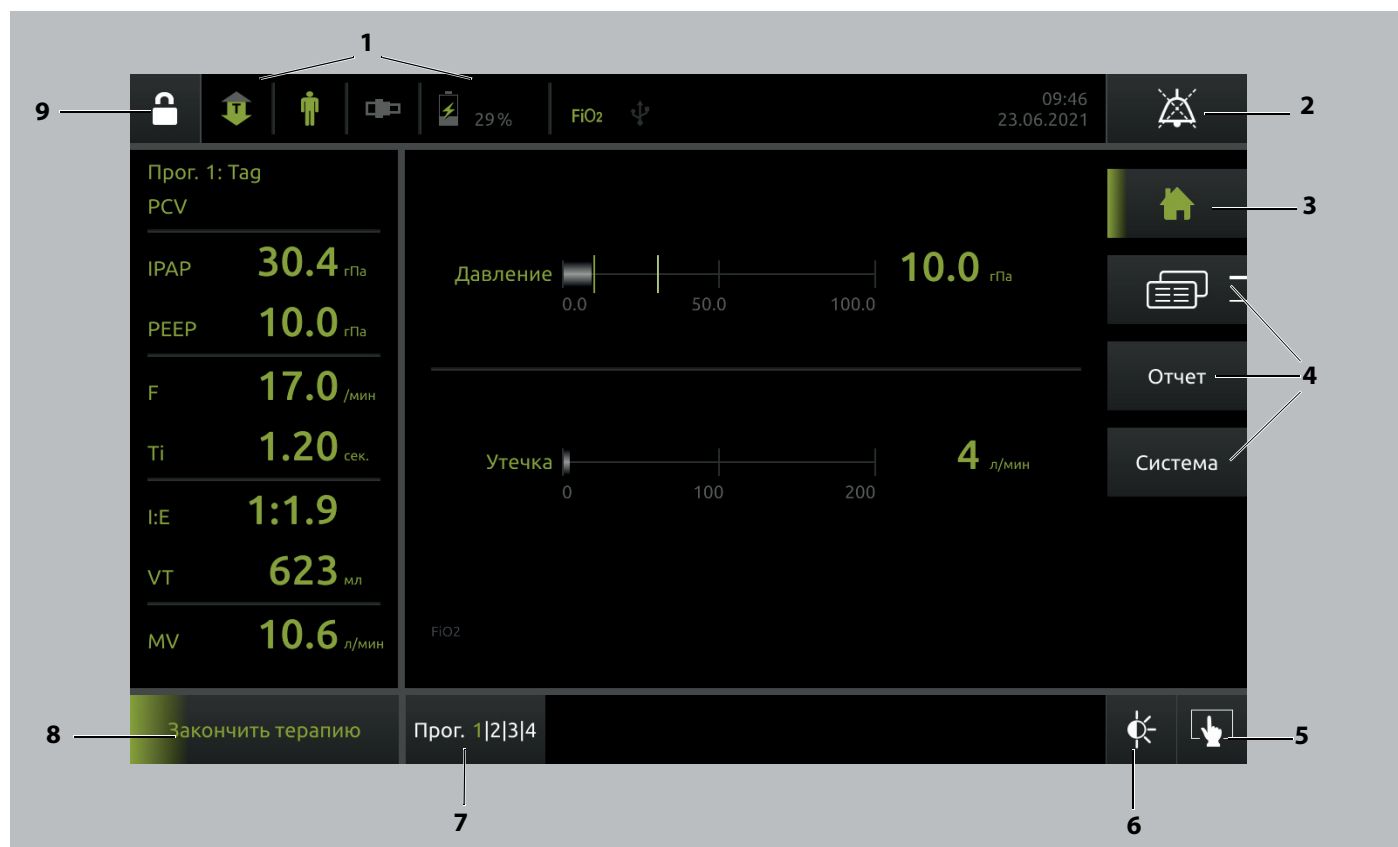 1
9
T
29%
FiO2
09:46
23.06.2021
2
Прог. 1: Tag
PCV
IPAP 30.4 гПа
PEEP 10.0 гПа
F 17.0 /мин
Ti 1.20 сек.
I:E 1:1.9
VT 623 мл
MV 10.6 л/мин
Давление 10.0 гПа
0.0 50.0 100.0
Утечка 4 л/мин
0 100 200
FiO2
3
Отчет
4
Система
8
Закончить терапию
Прог. 1|2|3|4
5
7
6